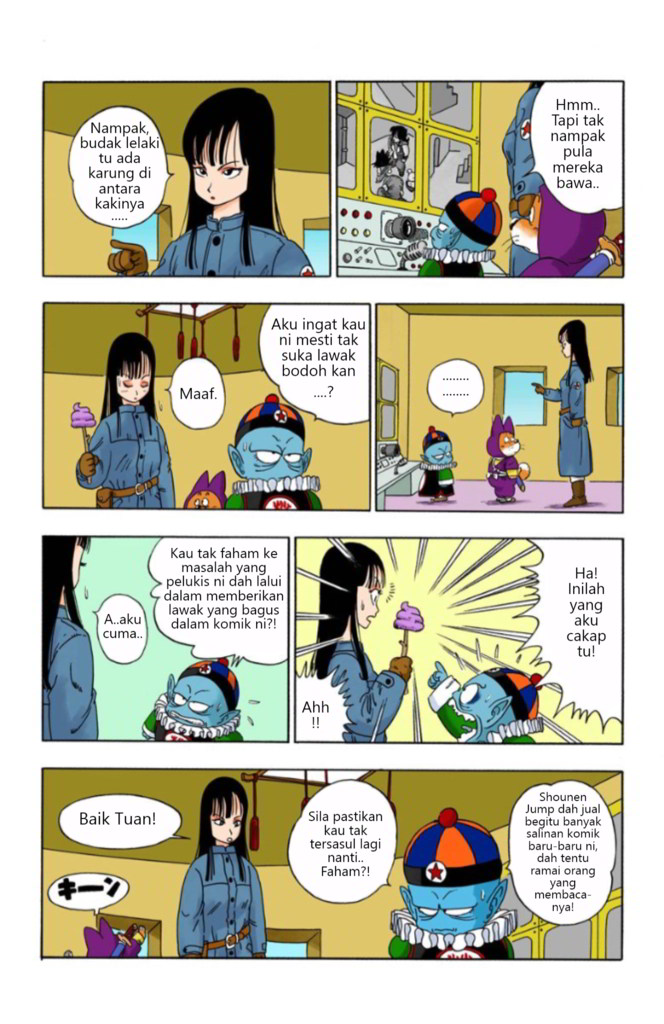 Hmm..
Tapi tak
nampak
pula
mereka
bawa..
Nampak,
budak lelaki
tu ada
karung di
antara
kakinya
.....
........
........
Aku ingat kau
ni mesti tak
suka lawak
bodoh kan
....?
Maaf.
Ha!
Inilah
yang
aku
cakap
tu!
Ahh
!!
Kau tak faham ke
masalah yang
pelukis ni dah lalui
dalam memberikan
lawak yang bagus
dalam komik ni?!
A..aku
cuma..
Shounen
Jump dah jual
begitu banyak
salinan komik
baru-baru ni,
dah tentu
ramai orang
yang
membaca-
nya!
Sila pastikan
kau tak
tersasul lagi
nanti..
Faham?!
Baik Tuan!
キーン